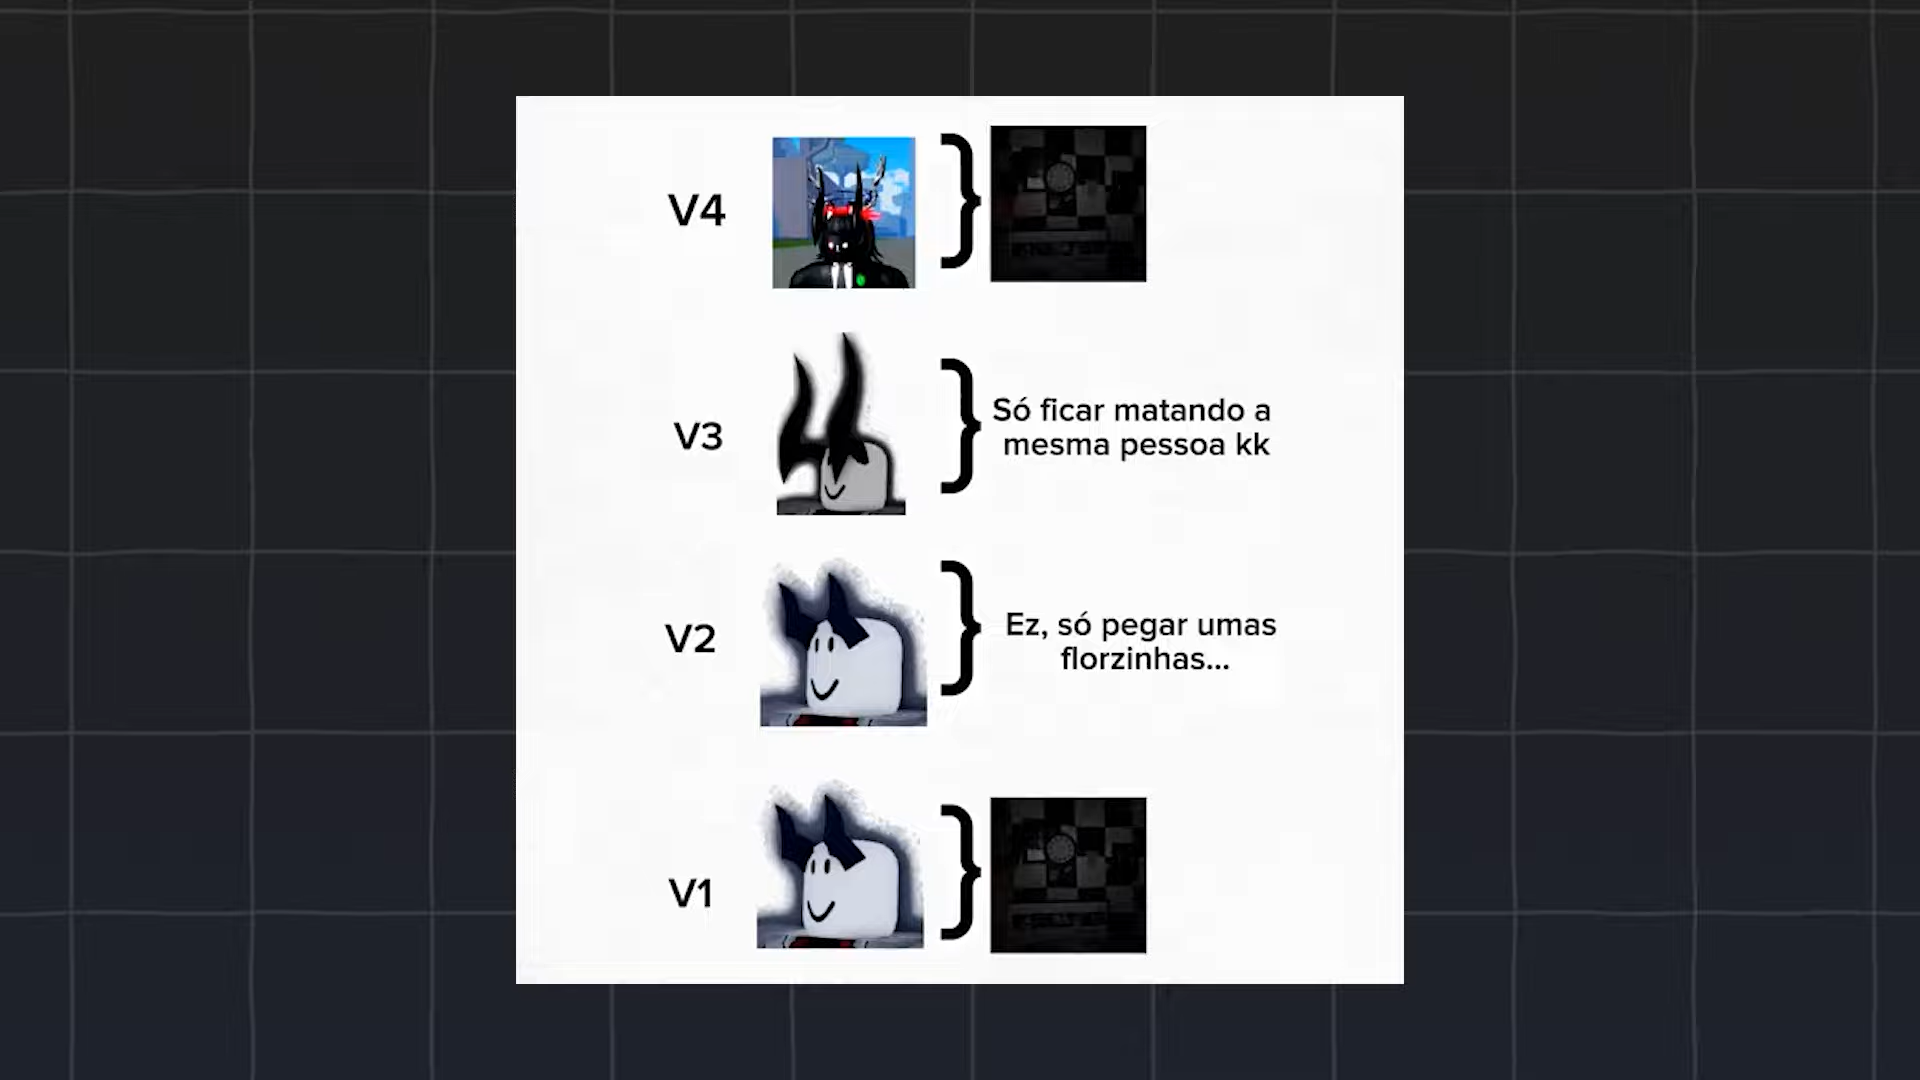 V4
V3
Só ficar matando a
mesma pessoa kk
V2
Ez, só pegar umas
florzinhas...
V1